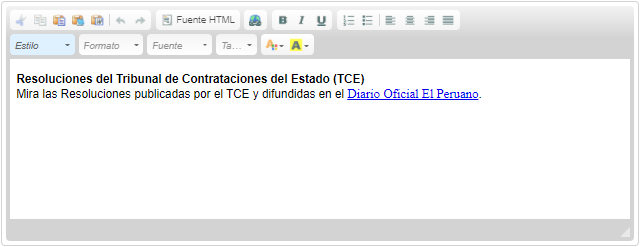 Fuente HTML B I U
Estilo Formato Fuente Ta... A A
Resoluciones del Tribunal de Contrataciones del Estado (TCE)
Mira las Resoluciones publicadas por el TCE y difundidas en el Diario Oficial El Peruano.